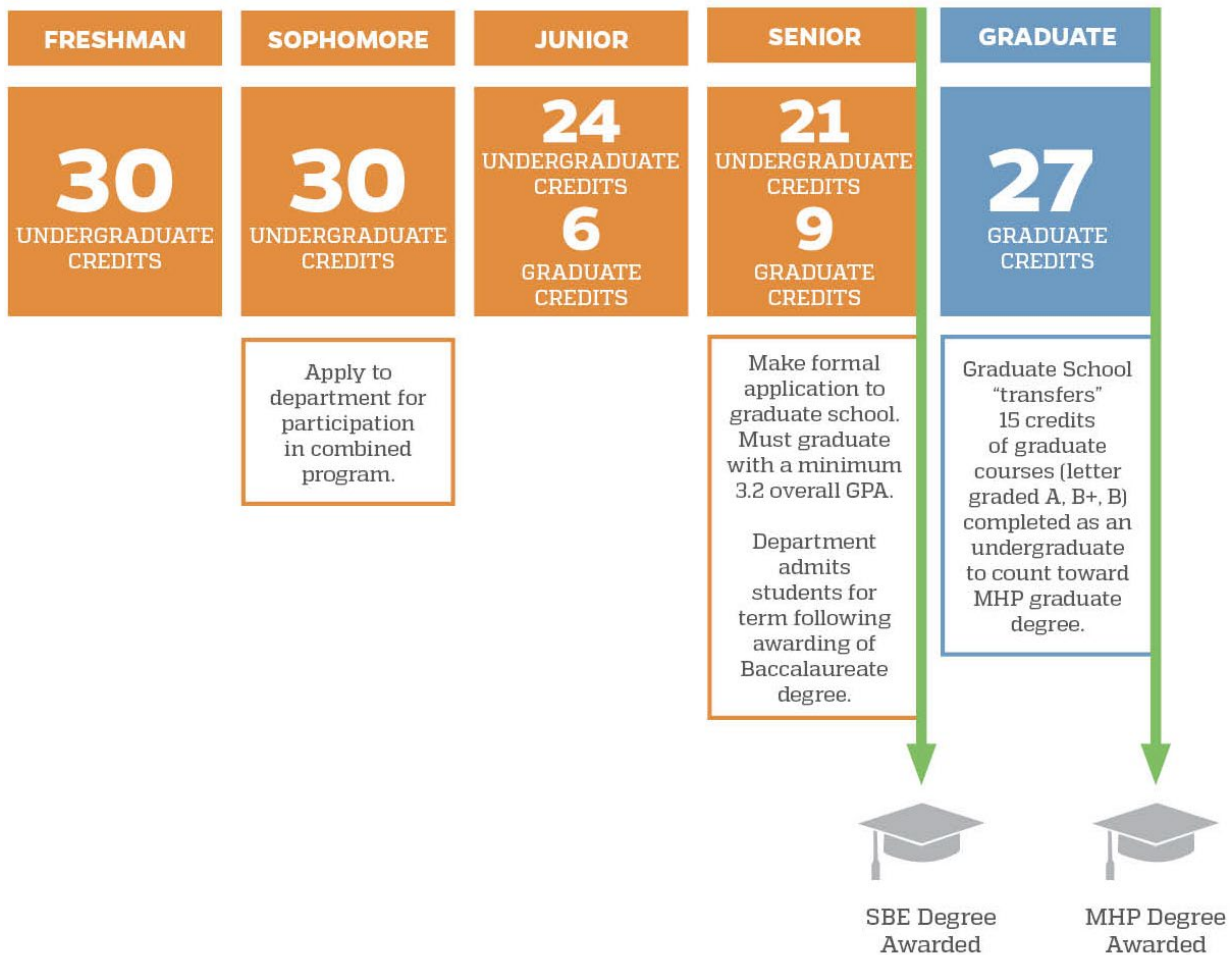 FRESHMAN
30
UNDERGRADUATE
CREDITS
SOPHOMORE
30
UNDERGRADUATE
CREDITS
Apply to
department for
participation
in combined
program.
JUNIOR
24
UNDERGRADUATE
CREDITS
6
GRADUATE
CREDITS
SENIOR
21
UNDERGRADUATE
CREDITS
9
GRADUATE
CREDITS
Make formal
application to
graduate school.
Must graduate
with a minimum
3.2 overall GPA.
Department
admits
students for
term following
awarding of
Baccalaureate
degree.
GRADUATE
27
GRADUATE
CREDITS
Graduate School
“transfers”
15 credits
of graduate
courses (letter
graded A, B+, B)
completed as an
undergraduate
to count toward
MHP graduate
degree.
SBE Degree
Awarded
MHP Degree
Awarded